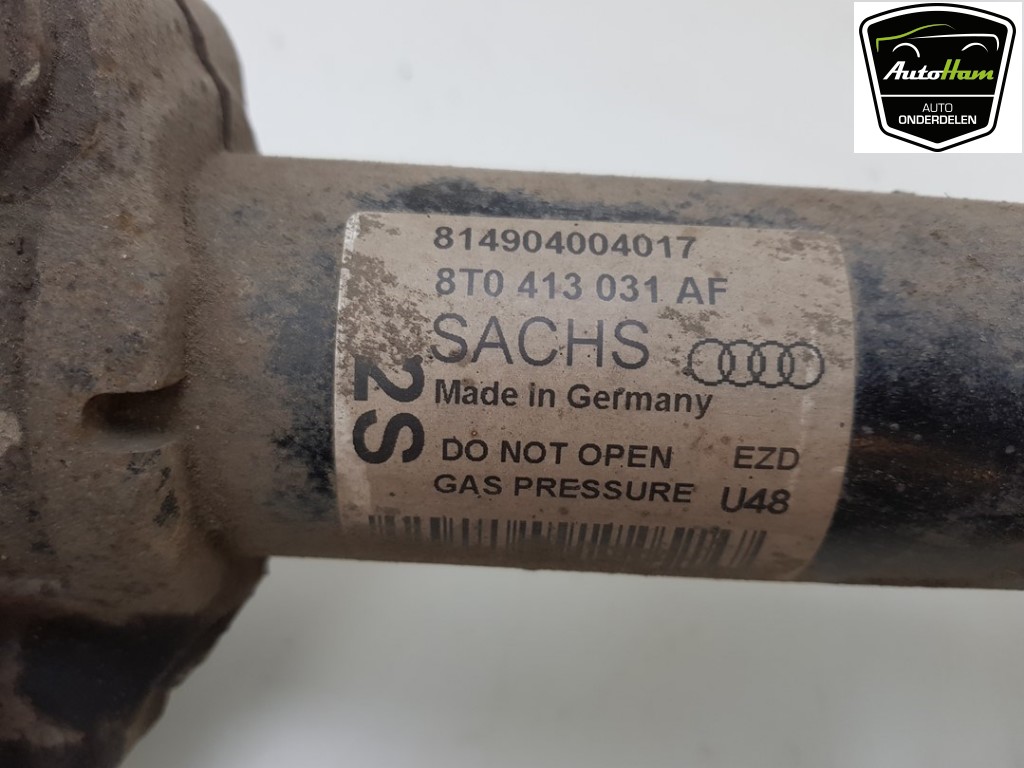 AutoHam
AUTO
ONDERDELEN
814904004017
8T0 413 031 AF
SACHS
2S
Made in Germany
DO NOT OPEN EZD
GAS PRESSURE U48